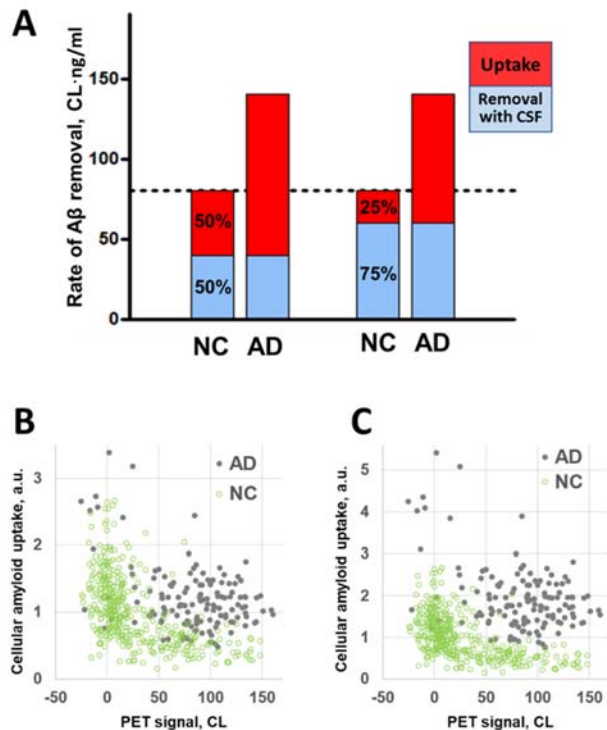 A
Rate of Aβ removal, CL·ng/ml
150
100
50
0
50%
50%
25%
75%
NC
AD
NC
AD
Uptake
Removal
with CSF
B
Cellular amyloid uptake, a.u.
3
2
1
0
AD
NC
-50
0
50
100
150
PET signal, CL
C
Cellular amyloid uptake, a.u.
5
4
3
2
1
0
AD
NC
-50
0
50
100
150
PET signal, CL